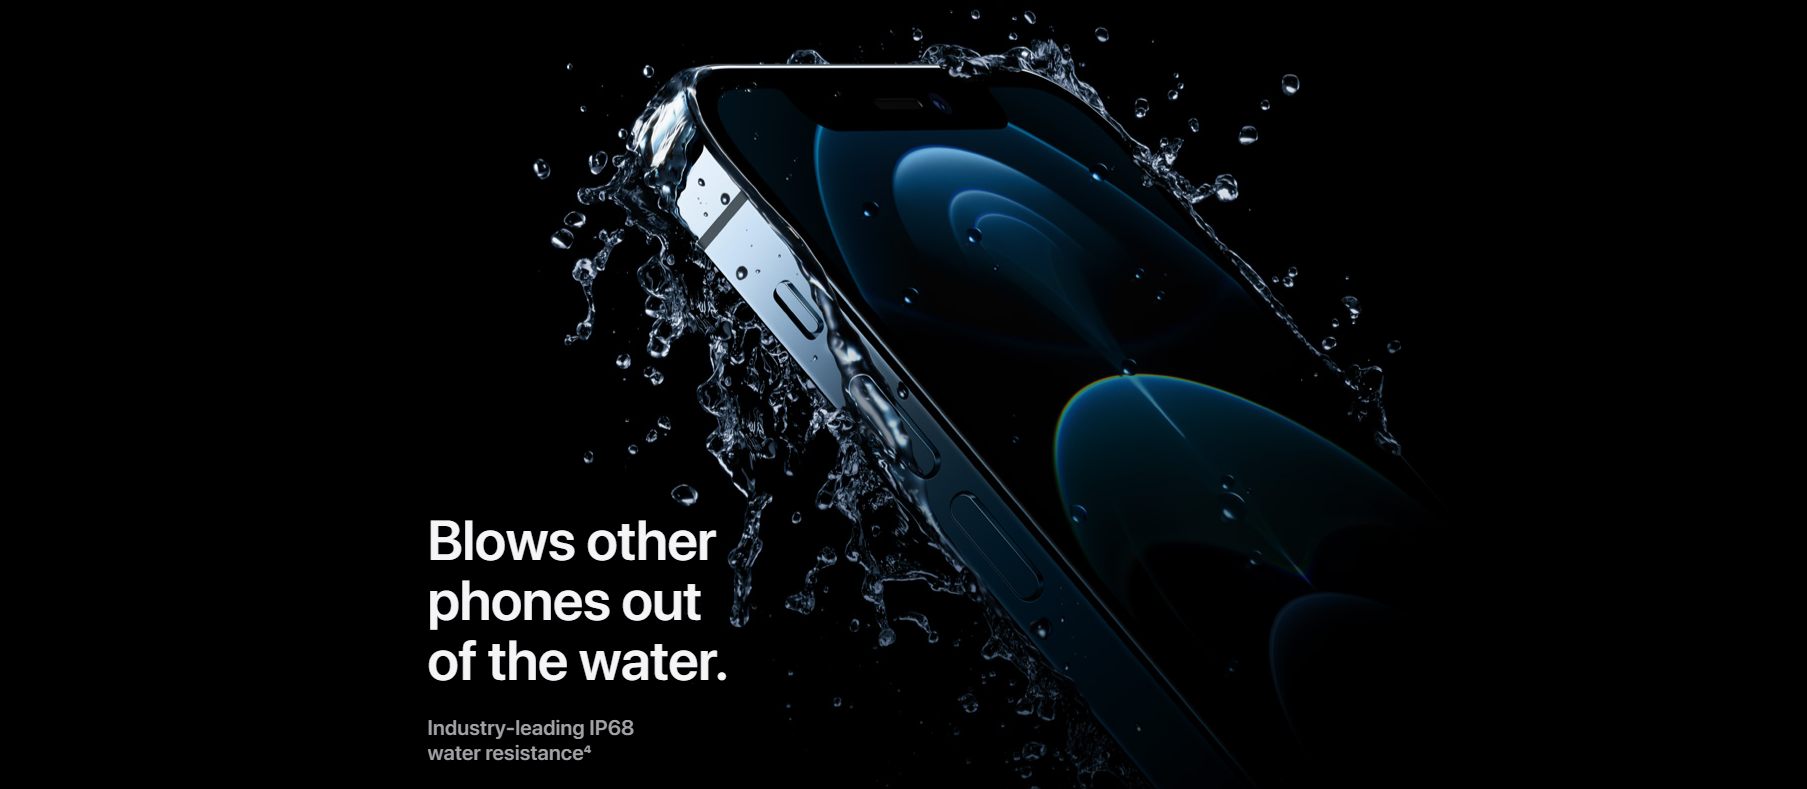 Blows other
phones out
of the water.
Industry-leading IP68
water resistance⁴